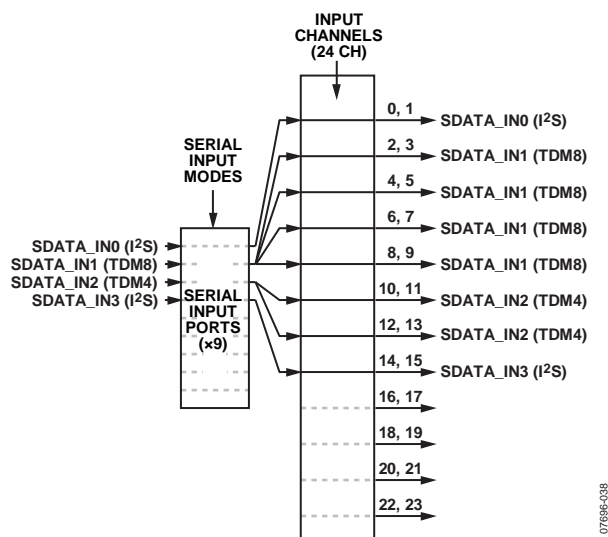 INPUT
CHANNELS
(24 CH)
SERIAL
INPUT
MODES
SDATA_IN0 (I²S)
SDATA_IN1 (TDM8)
SDATA_IN2 (TDM4)
SDATA_IN3 (I²S)
SERIAL
INPUT
PORTS
(×9)
0, 1
SDATA_IN0 (I²S)
2, 3
SDATA_IN1 (TDM8)
4, 5
SDATA_IN1 (TDM8)
6, 7
SDATA_IN1 (TDM8)
8, 9
SDATA_IN1 (TDM8)
10, 11
SDATA_IN2 (TDM4)
12, 13
SDATA_IN2 (TDM4)
14, 15
SDATA_IN3 (I²S)
16, 17
18, 19
20, 21
22, 23
07696-038